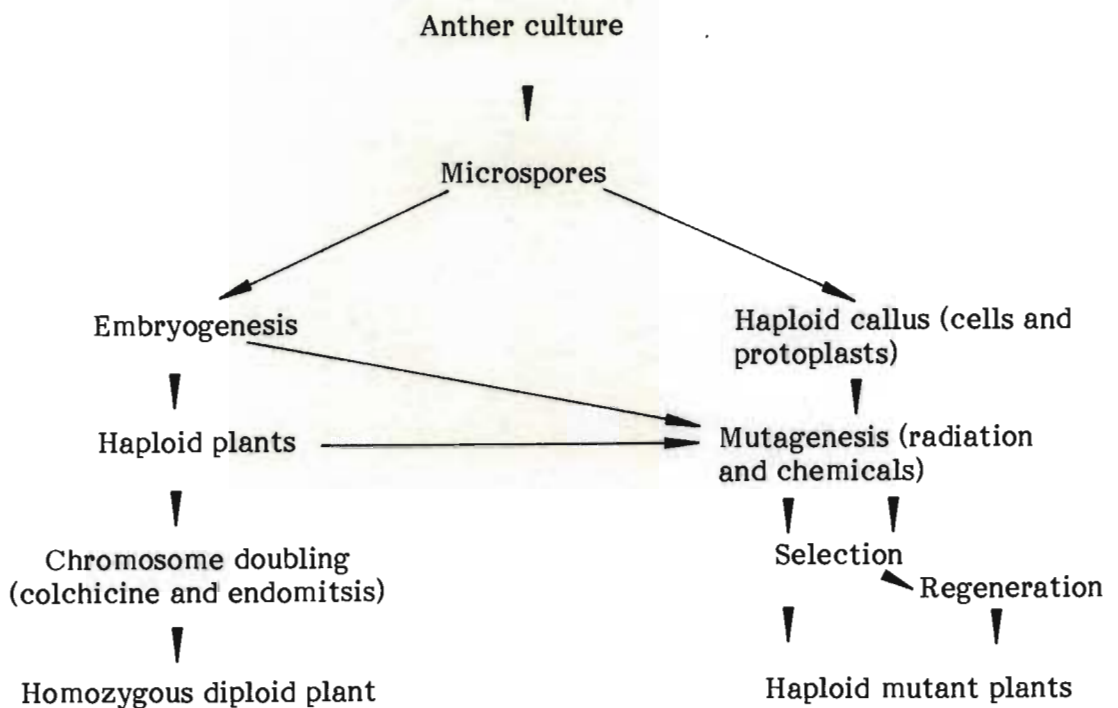 Anther culture
Microspores
Embryogenesis
Haploid callus (cells and
protoplasts)
Haploid plants
Mutagenesis (radiation
and chemicals)
Chromosome doubling
(colchicine and endomitsis)
Selection
Regeneration
Homozygous diploid plant
Haploid mutant plants